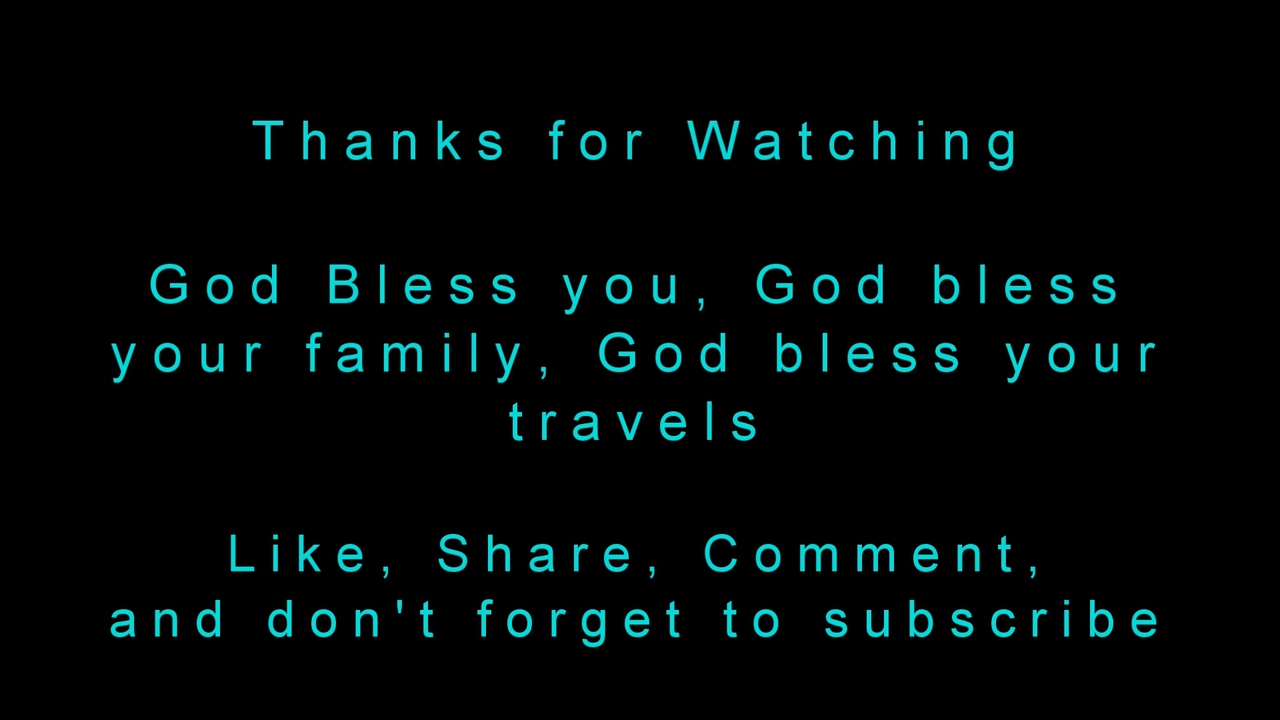 Thanks for Watching
God Bless you, God bless
your family, God bless your
travels
Like, Share, Comment,
and don't forget to subscribe